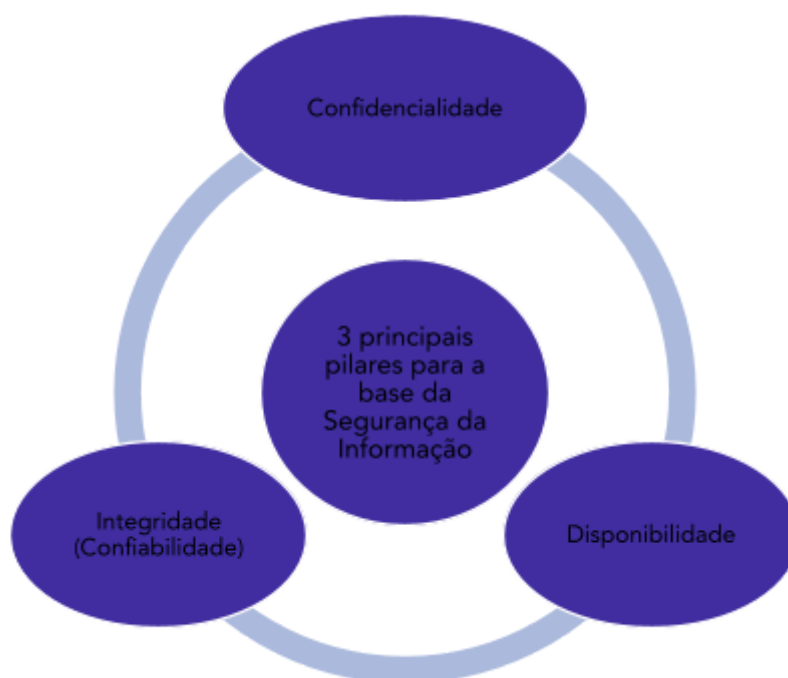 Confidencialidade
3 principais
pilares para a
base da
Segurança da
Informação
Integridade
(Confiabilidade)
Disponibilidade